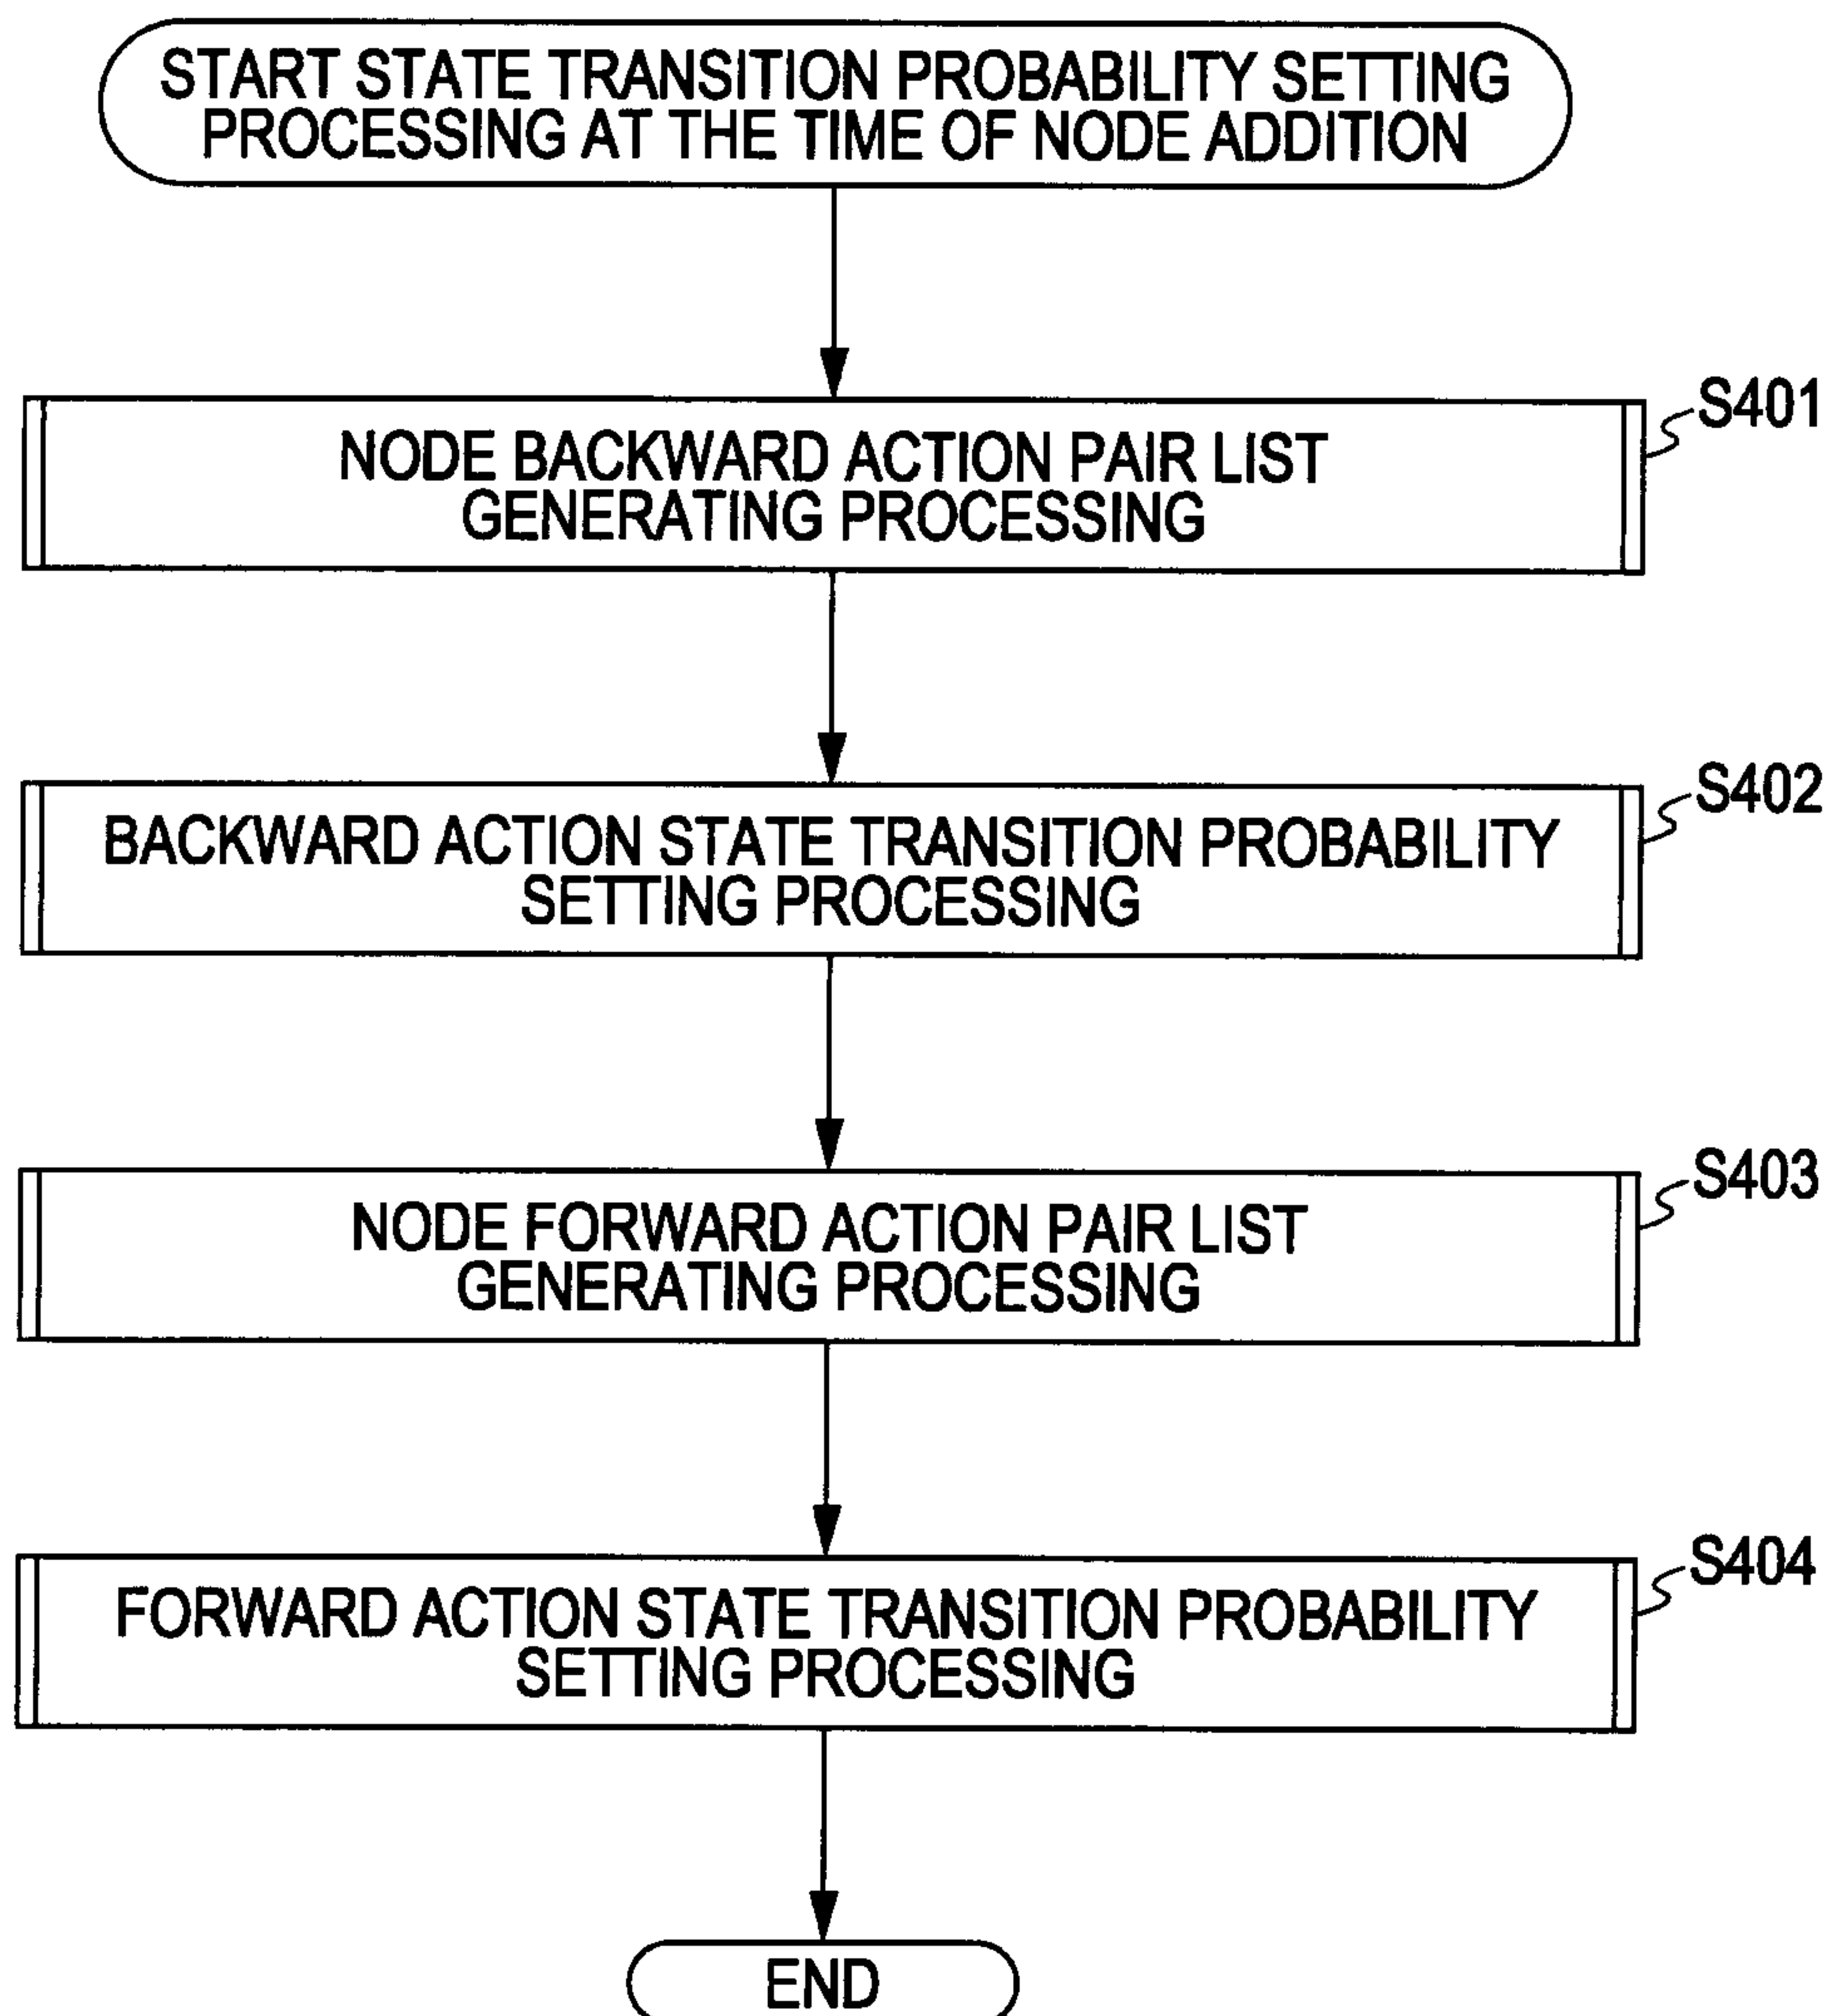 START STATE TRANSITION PROBABILITY SETTING
PROCESSING AT THE TIME OF NODE ADDITION
S401
NODE BACKWARD ACTION PAIR LIST
GENERATING PROCESSING
S402
BACKWARD ACTION STATE TRANSITION PROBABILITY
SETTING PROCESSING
S403
NODE FORWARD ACTION PAIR LIST
GENERATING PROCESSING
S404
FORWARD ACTION STATE TRANSITION PROBABILITY
SETTING PROCESSING
END